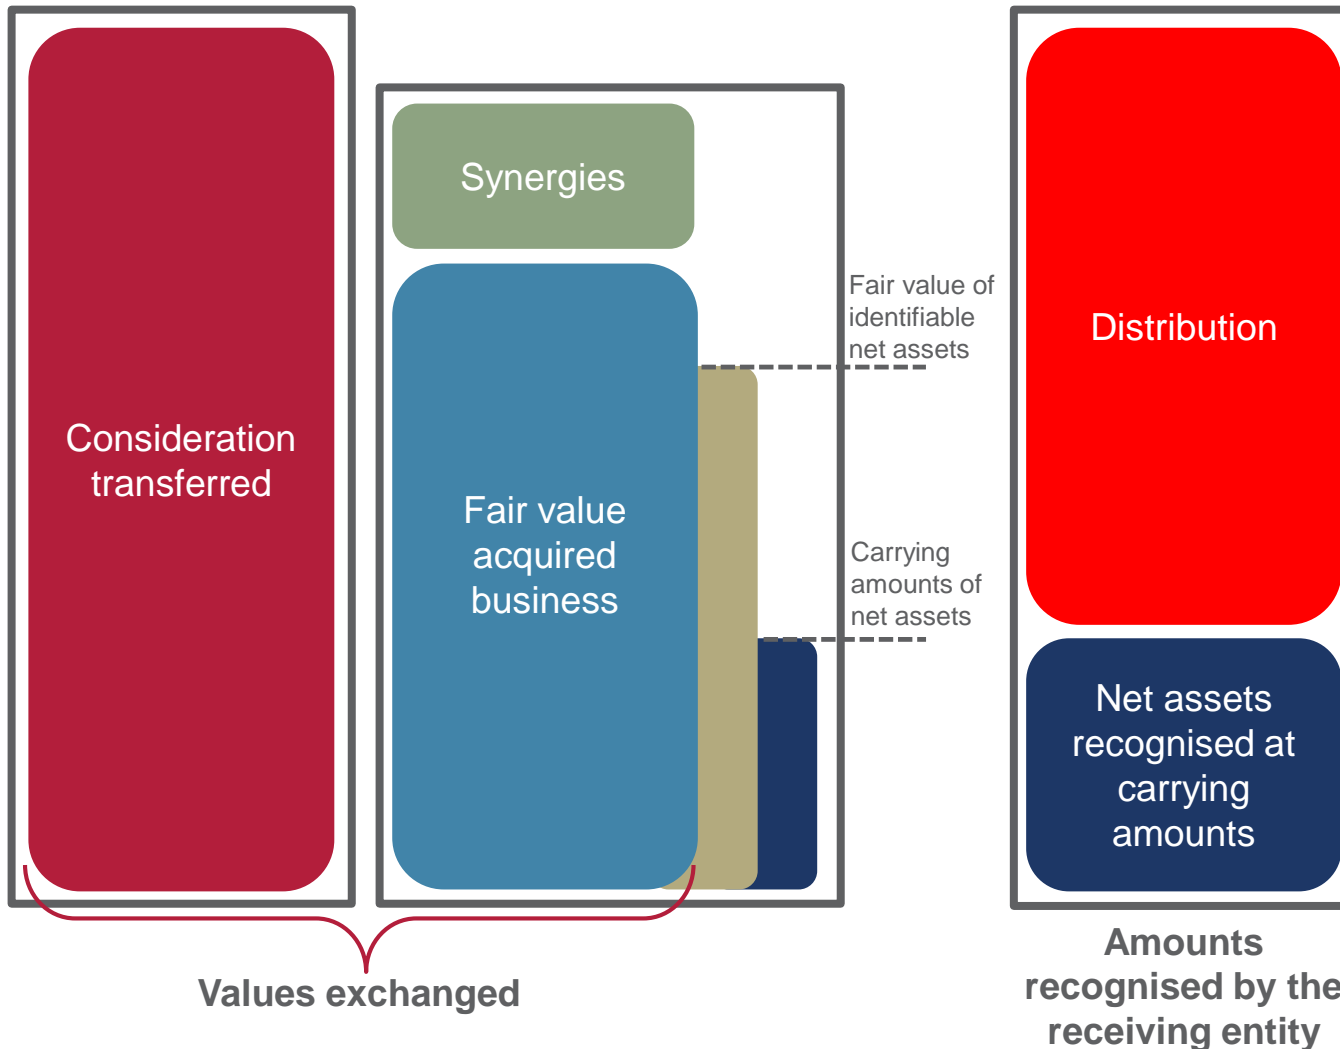 Consideration
transferred
Synergies
Fair value
acquired
business
Fair value of
identifiable
net assets
Carrying
amounts of
net assets
Distribution
Net assets
recognised at
carrying
amounts
Values exchanged
Amounts
recognised by the
receiving entity